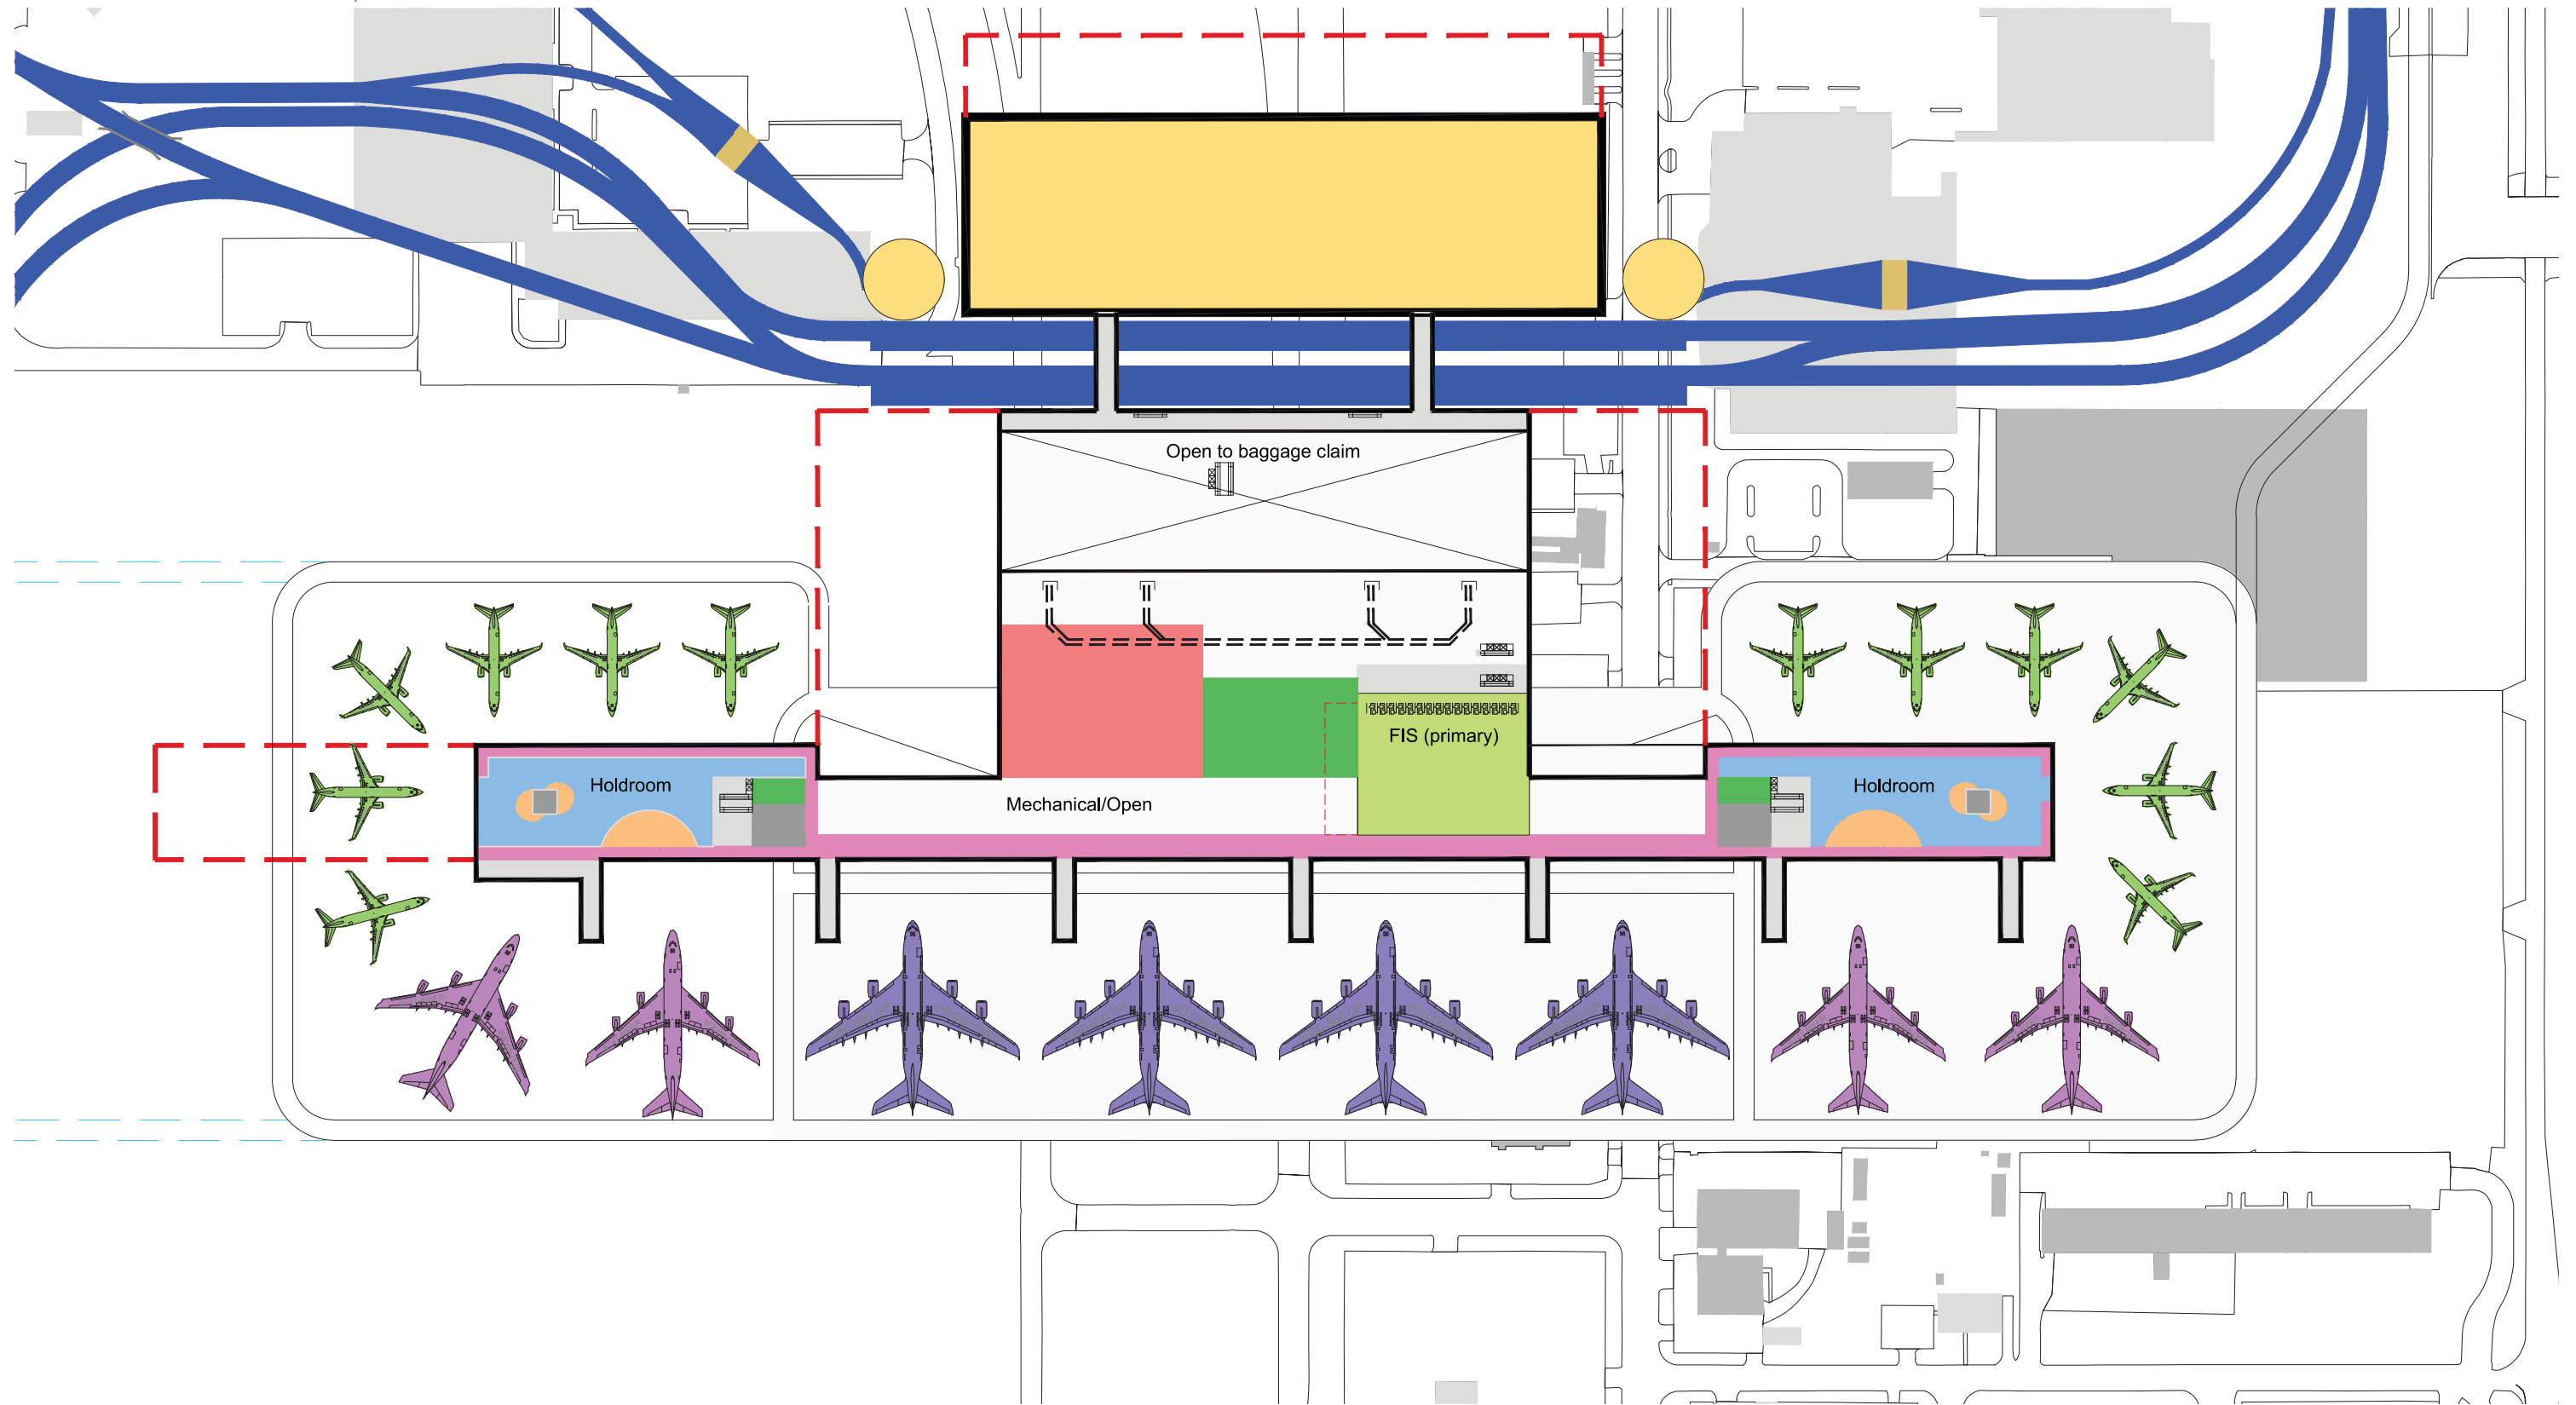 Open to baggage claim
FIS (primary)
Holdroom
Holdroom
Mechanical/Open